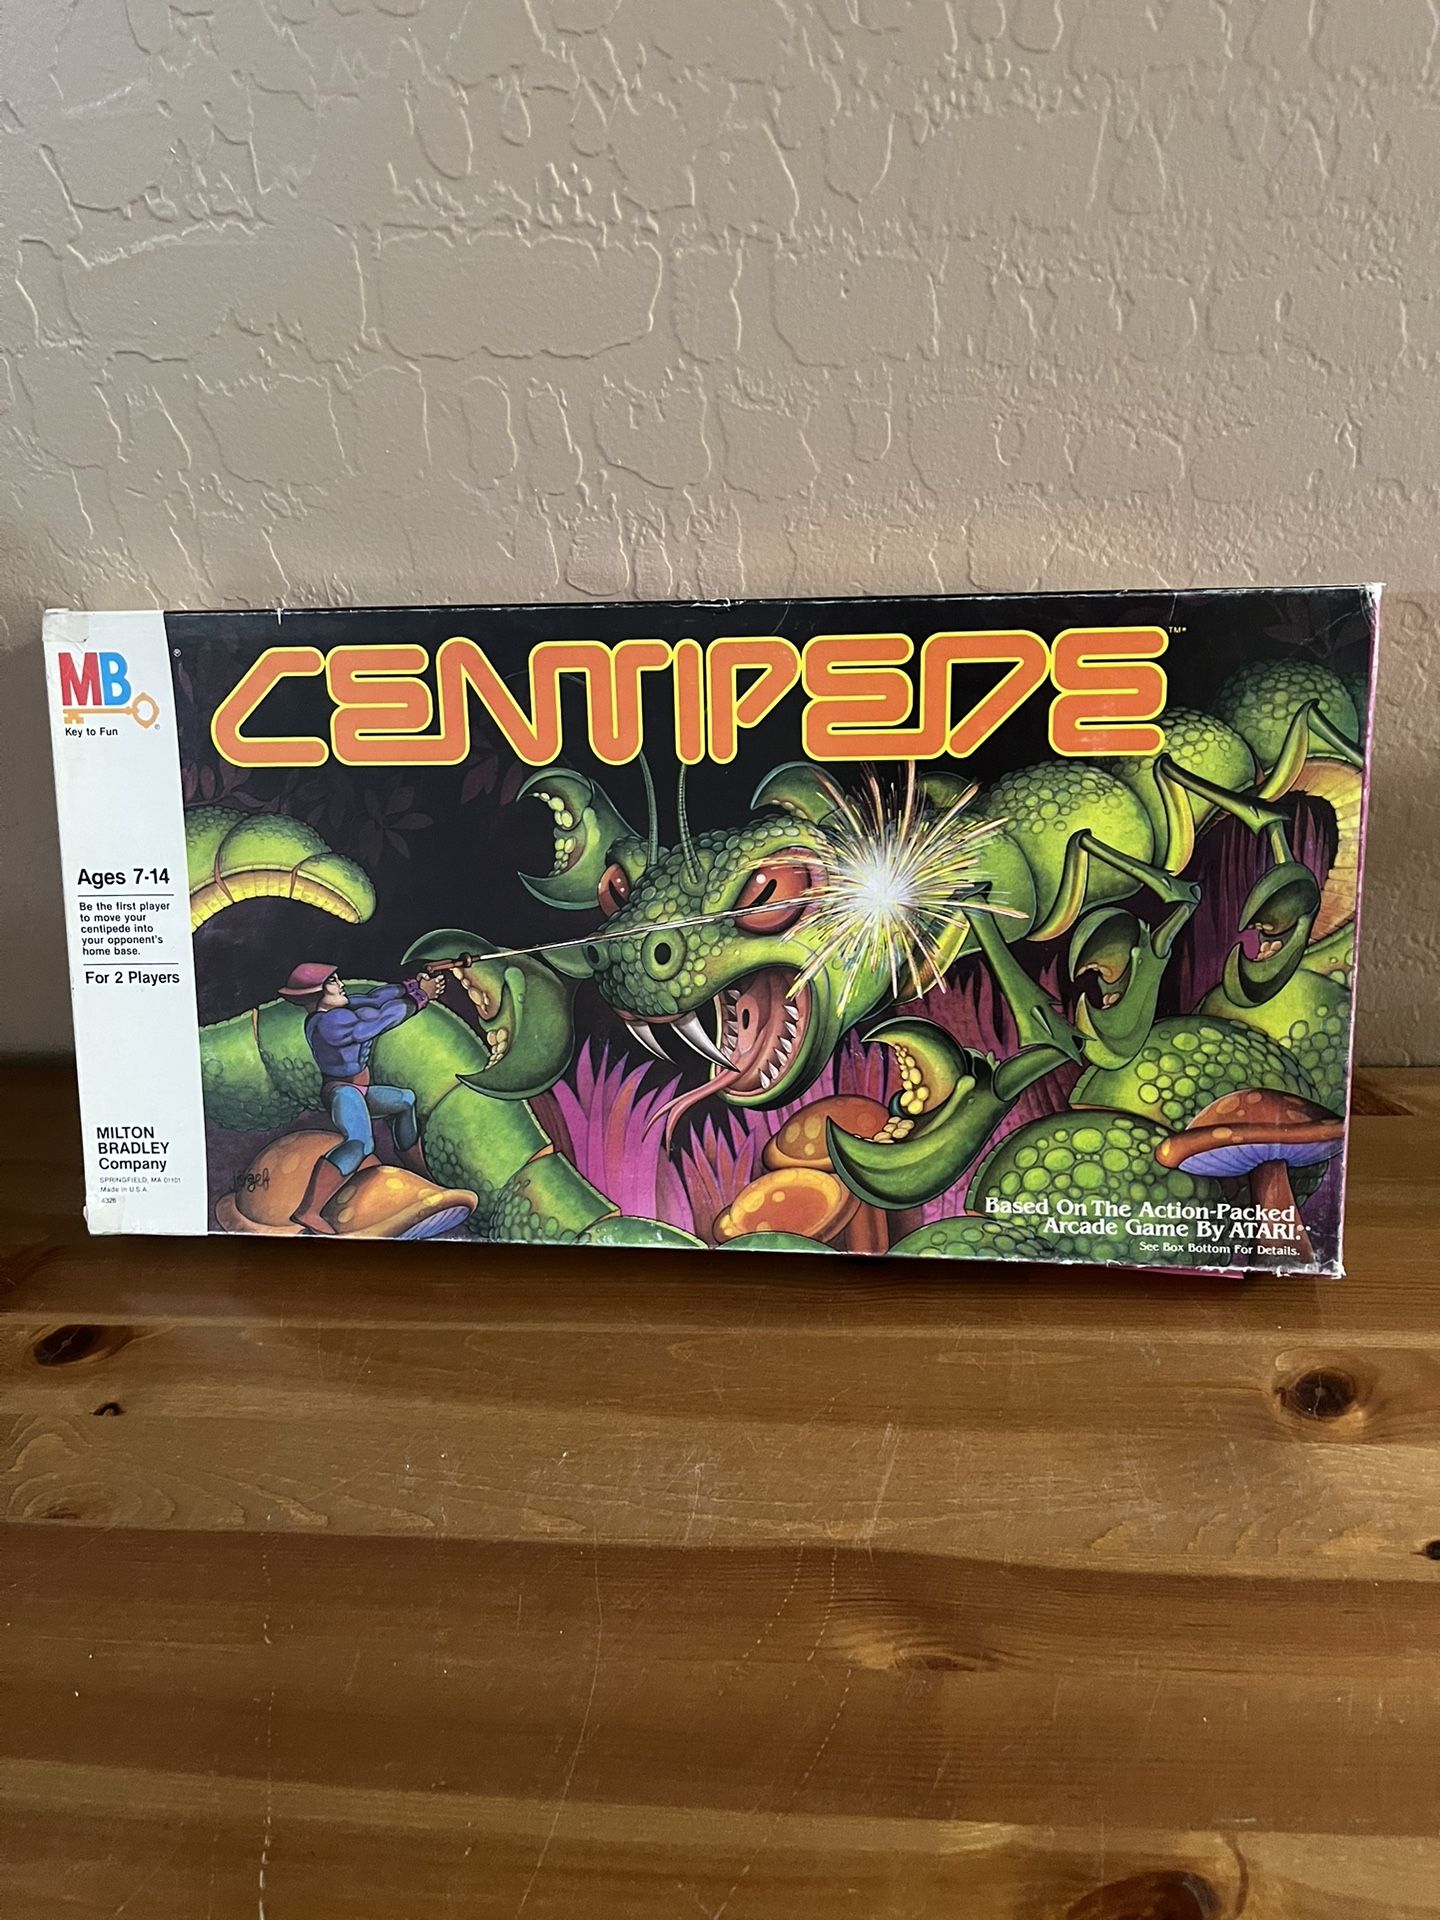 MB
®
Key to Fun
®
CENTIPEDE
TM*
Ages 7-14
Be the first player
to move your
centipede into
your opponent's
home base.
For 2 Players
MILTON
BRADLEY
Company
SPRINGFIELD, MA 01101
Made in U.S.A.
4326
Based On The Action-Packed
Arcade Game By ATARI.
See Box Bottom For Details.